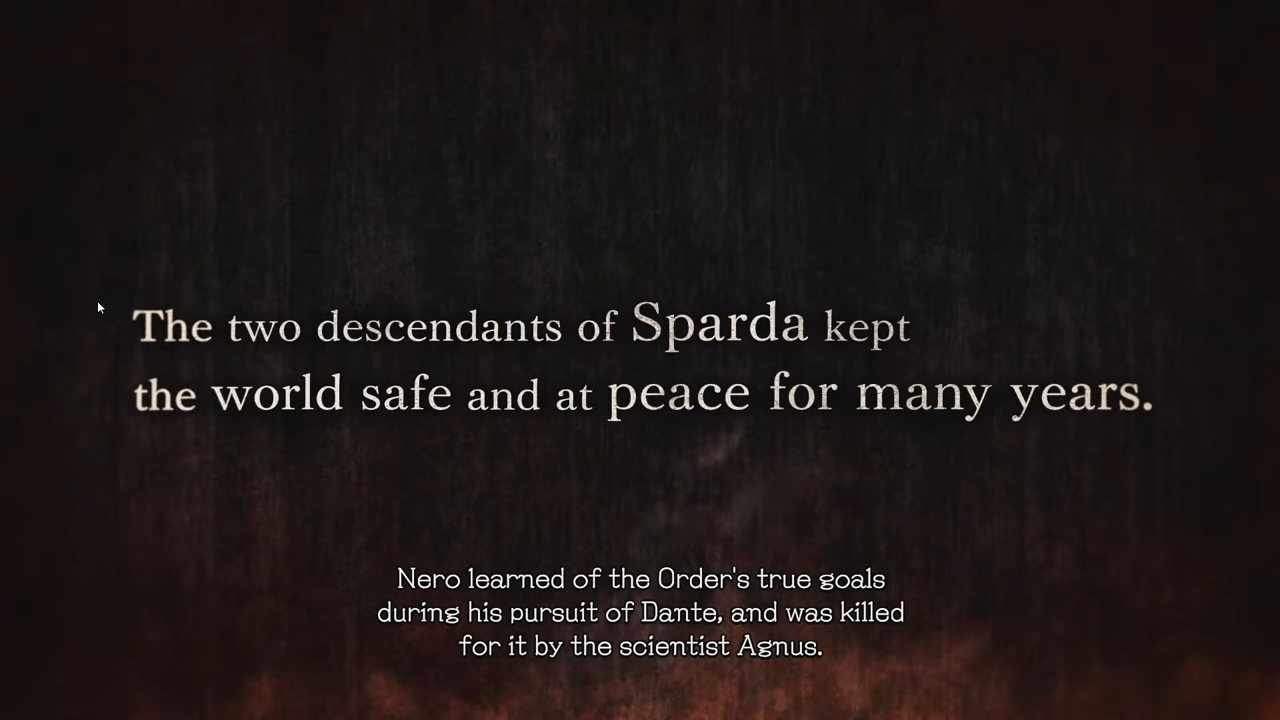 The two descendants of Sparda kept
the world safe and at peace for many years.
Nero learned of the Order's true goals
during his pursuit of Dante, and was killed
for it by the scientist Agnus.